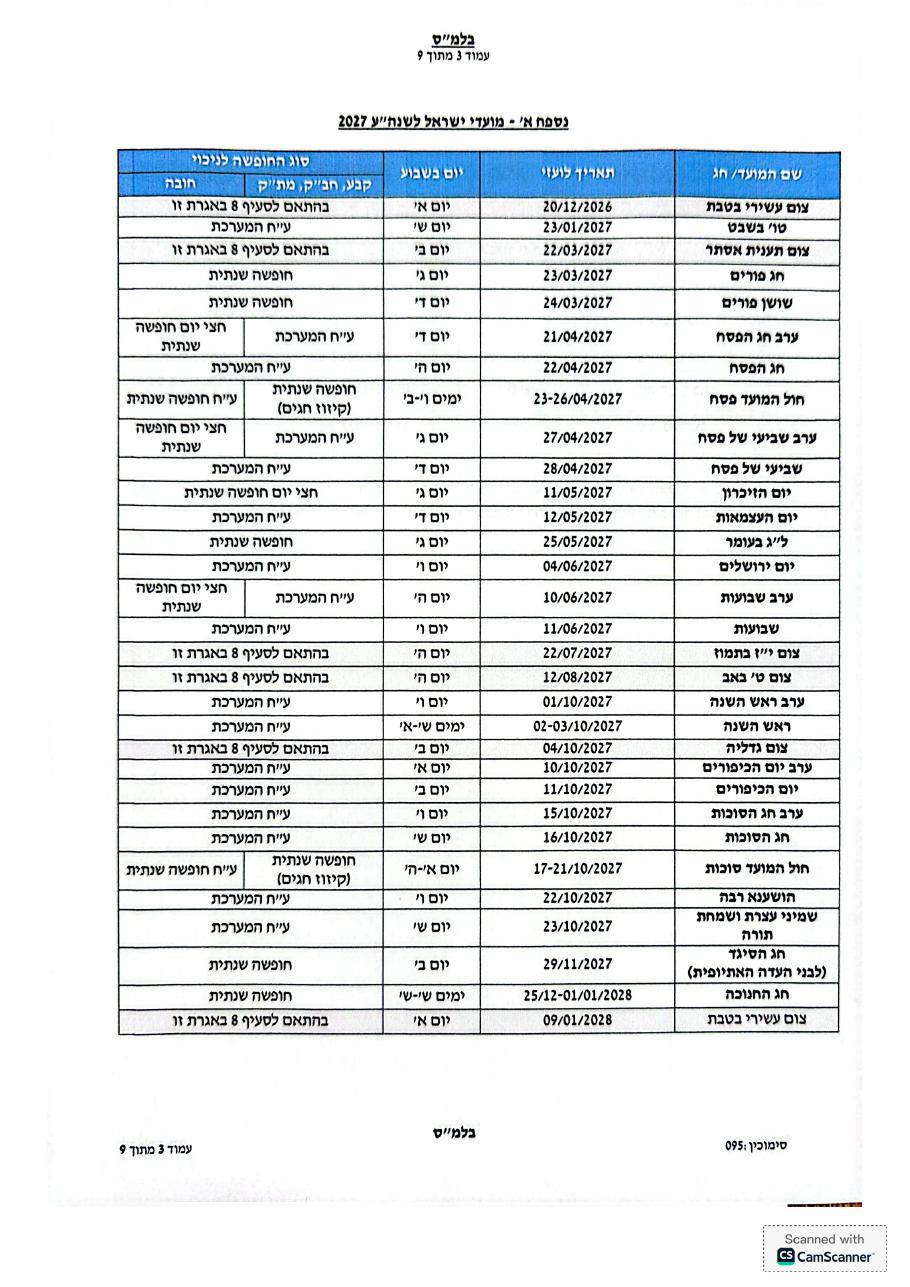 בלמ"ס
עמוד 3 מתוך 9
נספח א' - מועדי ישראל לשנה"ע 2027
שם המועד/ חג תאריך לועזי יום בשבוע סוג החופשה לניכוי
קבע, חב"ק, מת"ק חובה
צום עשירי בטבת 20/12/2026 יום א' בהתאם לסעיף 8 באגרת זו
טו' בשבט 23/01/2027 יום ש' ע"ח המערכת
צום תענית אסתר 22/03/2027 יום ב' בהתאם לסעיף 8 באגרת זו
חג פורים 23/03/2027 יום ג' חופשה שנתית
שושן פורים 24/03/2027 יום ד' חופשה שנתית
ערב חג הפסח 21/04/2027 יום ד' ע"ח המערכת חצי יום חופשה
שנתית
חג הפסח 22/04/2027 יום ה' ע"ח המערכת
חול המועד פסח 23-26/04/2027 ימים ו'-ב' חופשה שנתית ע"ח חופשה שנתית
(קיזוז חגים)
ערב שביעי של פסח 27/04/2027 יום ג' ע"ח המערכת חצי יום חופשה
שנתית
שביעי של פסח 28/04/2027 יום ד' ע"ח המערכת
יום הזיכרון 11/05/2027 יום ג' חצי יום חופשה שנתית
יום העצמאות 12/05/2027 יום ד' ע"ח המערכת
ל"ג בעומר 25/05/2027 יום ג' חופשה שנתית
יום ירושלים 04/06/2027 יום ו' ע"ח המערכת
ערב שבועות 10/06/2027 יום ה' ע"ח המערכת חצי יום חופשה
שנתית
שבועות 11/06/2027 יום ו' ע"ח המערכת
צום י"ז בתמוז 22/07/2027 יום ה' בהתאם לסעיף 8 באגרת זו
צום ט' באב 12/08/2027 יום ה' בהתאם לסעיף 8 באגרת זו
ערב ראש השנה 01/10/2027 יום ו' ע"ח המערכת
ראש השנה 02-03/10/2027 ימים ש'-א' ע"ח המערכת
צום גדליה 04/10/2027 יום ב' בהתאם לסעיף 8 באגרת זו
ערב יום הכיפורים 10/10/2027 יום א' ע"ח המערכת
יום הכיפורים 11/10/2027 יום ב' ע"ח המערכת
ערב חג הסוכות 15/10/2027 יום ו' ע"ח המערכת
חג הסוכות 16/10/2027 יום ש' ע"ח המערכת
חול המועד סוכות 17-21/10/2027 יום א'-ה' חופשה שנתית ע"ח חופשה שנתית
(קיזוז חגים)
הושענא רבה 22/10/2027 יום ו' ע"ח המערכת
שמיני עצרת ושמחת
תורה 23/10/2027 יום ש' ע"ח המערכת
חג הסיגד
(לבני העדה האתיופית) 29/11/2027 יום ב' חופשה שנתית
חג החנוכה 25/12-01/01/2028 ימים ש'-ש' חופשה שנתית
צום עשירי בטבת 09/01/2028 יום א' בהתאם לסעיף 8 באגרת זו
בלמ"ס
סימוכין: 095 עמוד 3 מתוך 9
Scanned with
CS CamScanner